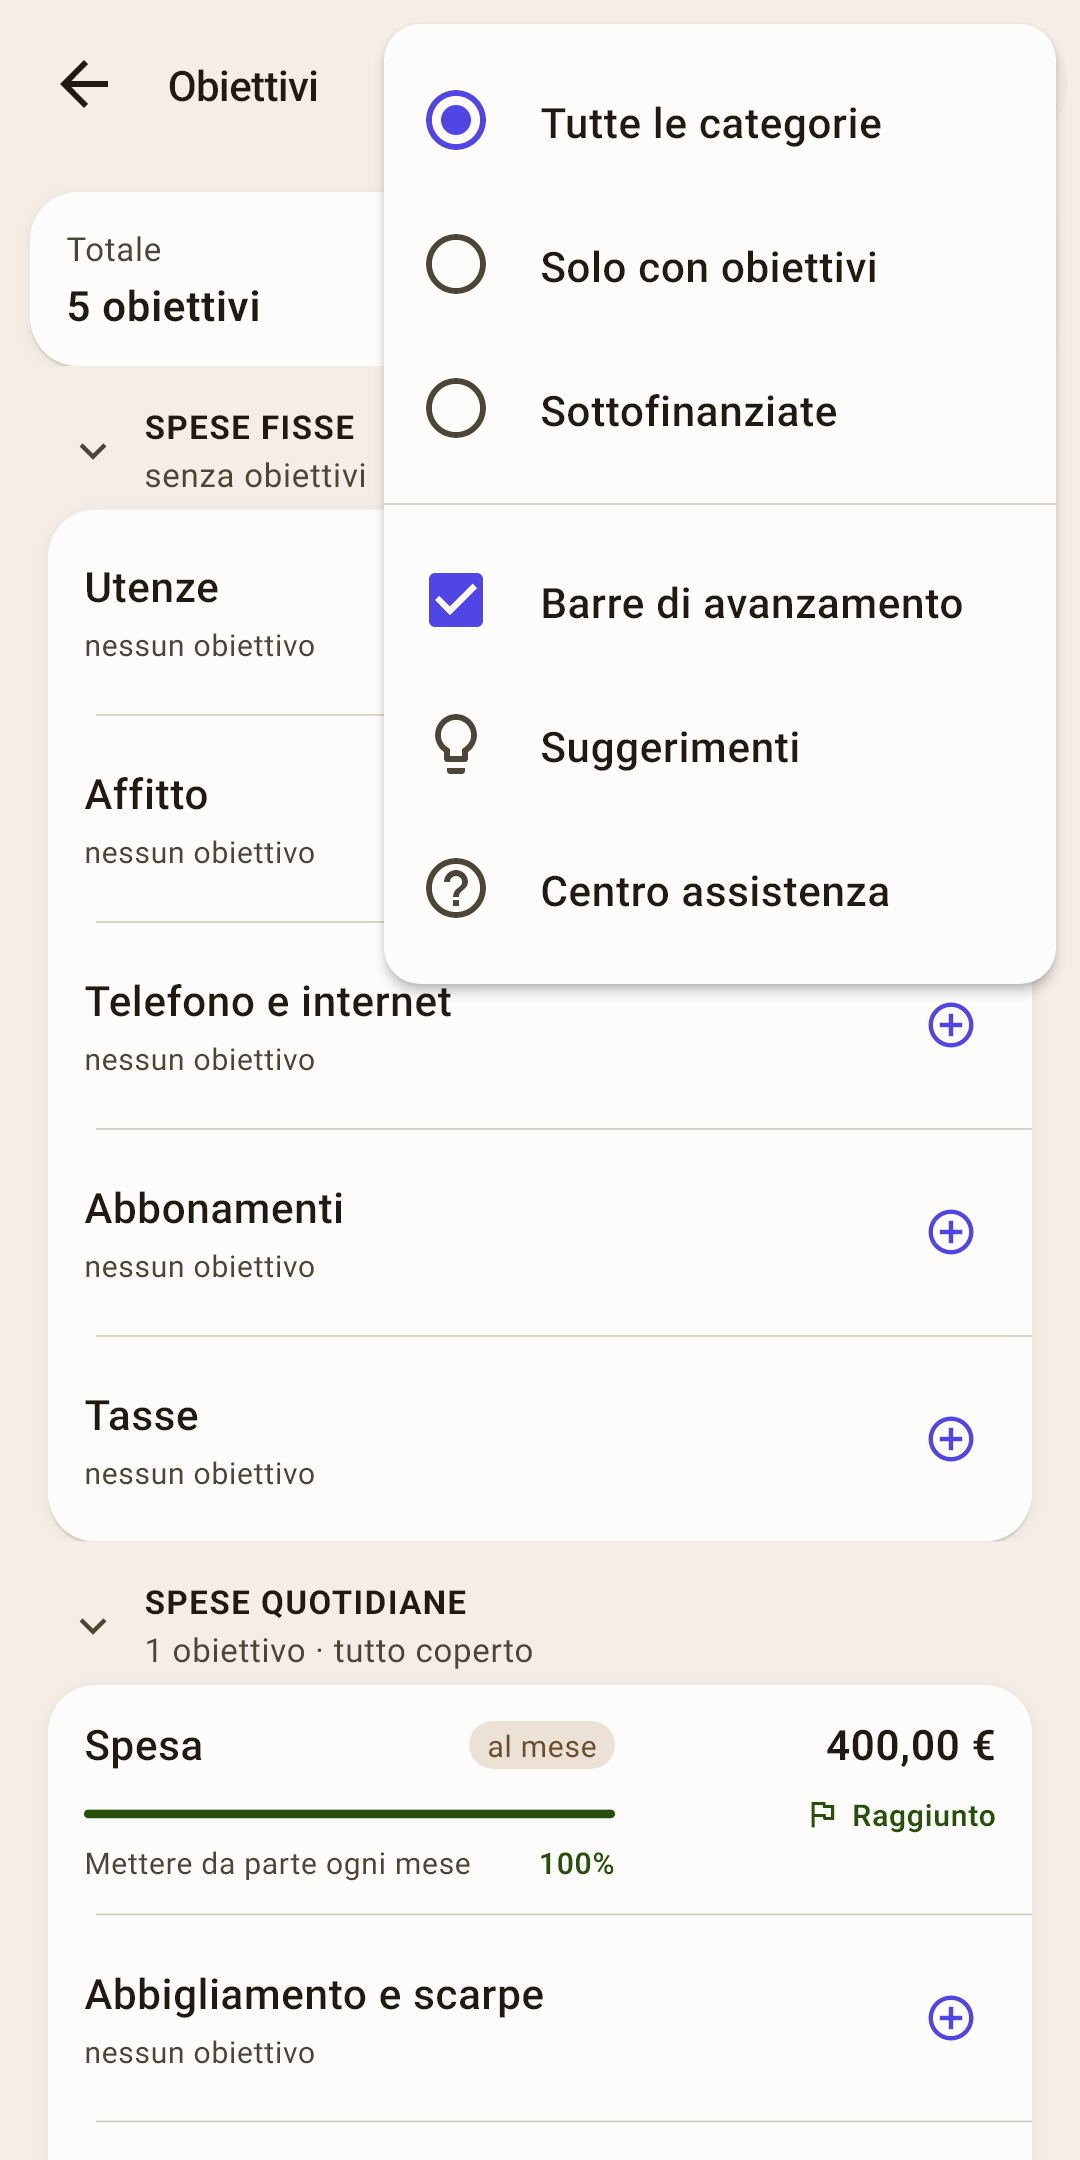 Obiettivi
Totale
5 obiettivi
Tutte le categorie
Solo con obiettivi
Sottofinanziate
Barre di avanzamento
Suggerimenti
Centro assistenza
SPESE FISSE
senza obiettivi
Utenze
nessun obiettivo
Affitto
nessun obiettivo
Telefono e internet
nessun obiettivo
Abbonamenti
nessun obiettivo
Tasse
nessun obiettivo
SPESE QUOTIDIANE
1 obiettivo · tutto coperto
Spesa
al mese
400,00 €
Raggiunto
Mettere da parte ogni mese
100%
Abbigliamento e scarpe
nessun obiettivo